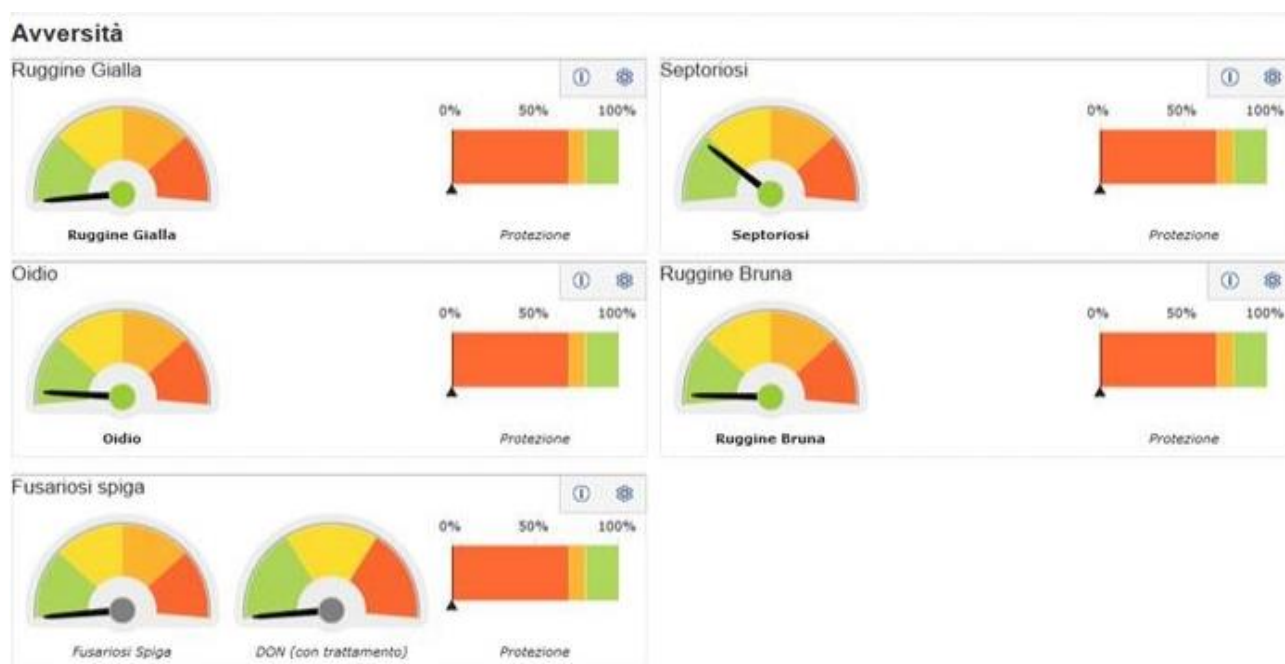 Avversità
Ruggine Gialla
0% 50% 100%
Ruggine Gialla
Protezione
Septoriosi
0% 50% 100%
Septoriosi
Protezione
Oidio
0% 50% 100%
Oidio
Protezione
Ruggine Bruna
0% 50% 100%
Ruggine Bruna
Protezione
Fusariosi spiga
0% 50% 100%
Fusariosi Spiga
DON (con trattamento)
Protezione